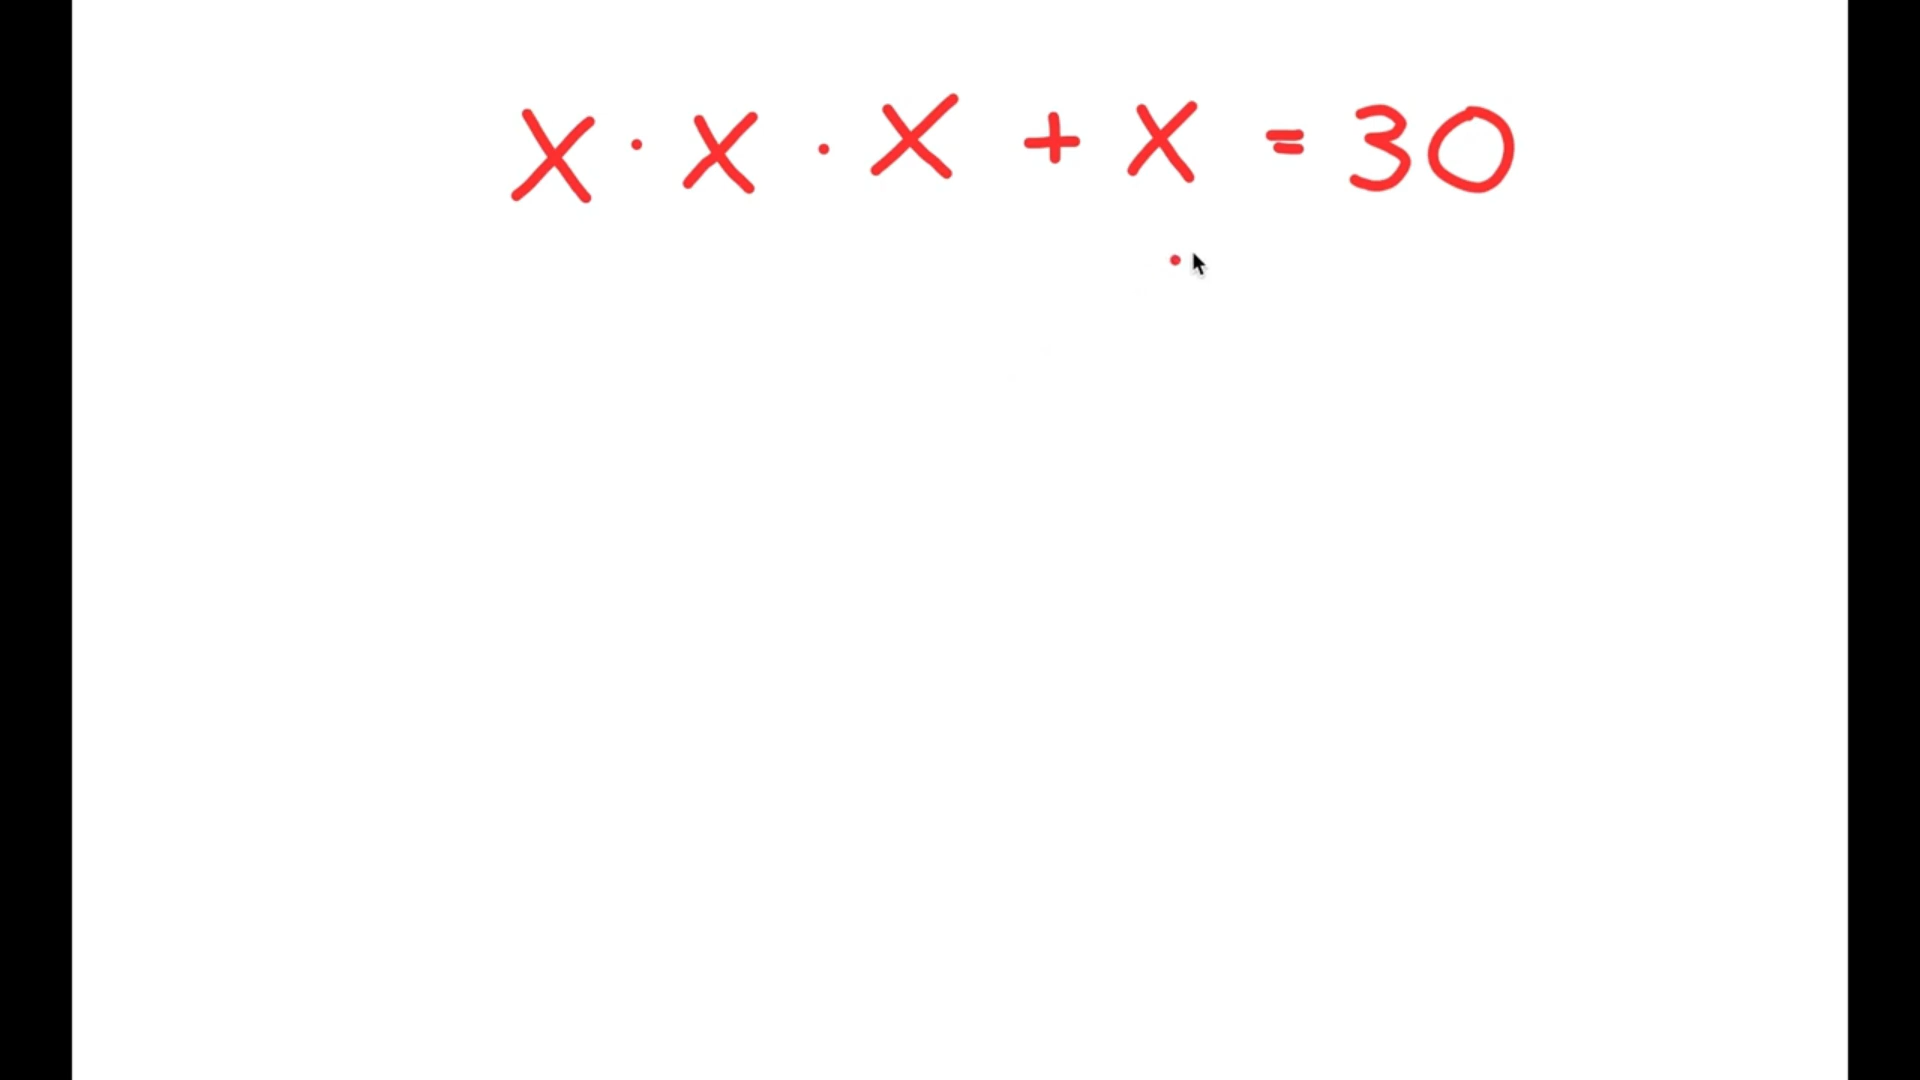 X · X · X + X = 30